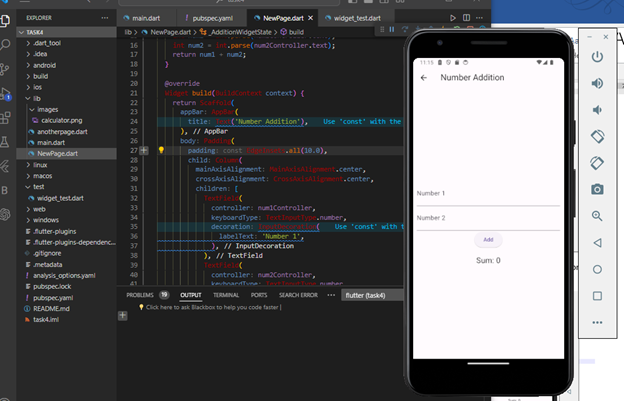 EXPLORER
TASK4
.dart_tool
.idea
android
build
ios
lib
images
calculator.png
anotherpage.dart
main.dart
NewPage.dart
linux
macos
test
widget_test.dart
web
windows
.flutter-plugins
.flutter-plugins-dependenc...
.gitignore
.metadata
analysis_options.yaml
pubspec.lock
pubspec.yaml
README.md
task4.iml
main.dart
pubspec.yaml
NewPage.dart
widget_test.dart
lib > NewPage.dart > _AdditionWidgetState > build
16 int num2 = int.parse(num2Controller.text);
17 return num1 + num2;
18 }
19
20 @override
21 Widget build(BuildContext context) {
22 return Scaffold(
23 appBar: AppBar(
24 title: Text('Number Addition'), Use 'const' with the
25 ), // AppBar
26 body: Padding(
27 padding: const EdgeInsets.all(10.0),
28 child: Column(
29 mainAxisAlignment: MainAxisAlignment.center,
30 crossAxisAlignment: CrossAxisAlignment.center,
31 children: [
32 TextField(
33 controller: num1Controller,
34 keyboardType: TextInputType.number,
35 decoration: InputDecoration( Use 'const' with t
36 labelText: 'Number 1',
37 ), // InputDecoration
38 ), // TextField
39 TextField(
40 controller: num2Controller,
41 keyboardType: TextInputType.number,
PROBLEMS 19 OUTPUT TERMINAL PORTS SEARCH ERROR ... flutter (task4)
Click here to ask Blackbox to help you code faster |
11:15
Number Addition
Number 1
Number 2
Add
Sum: 0